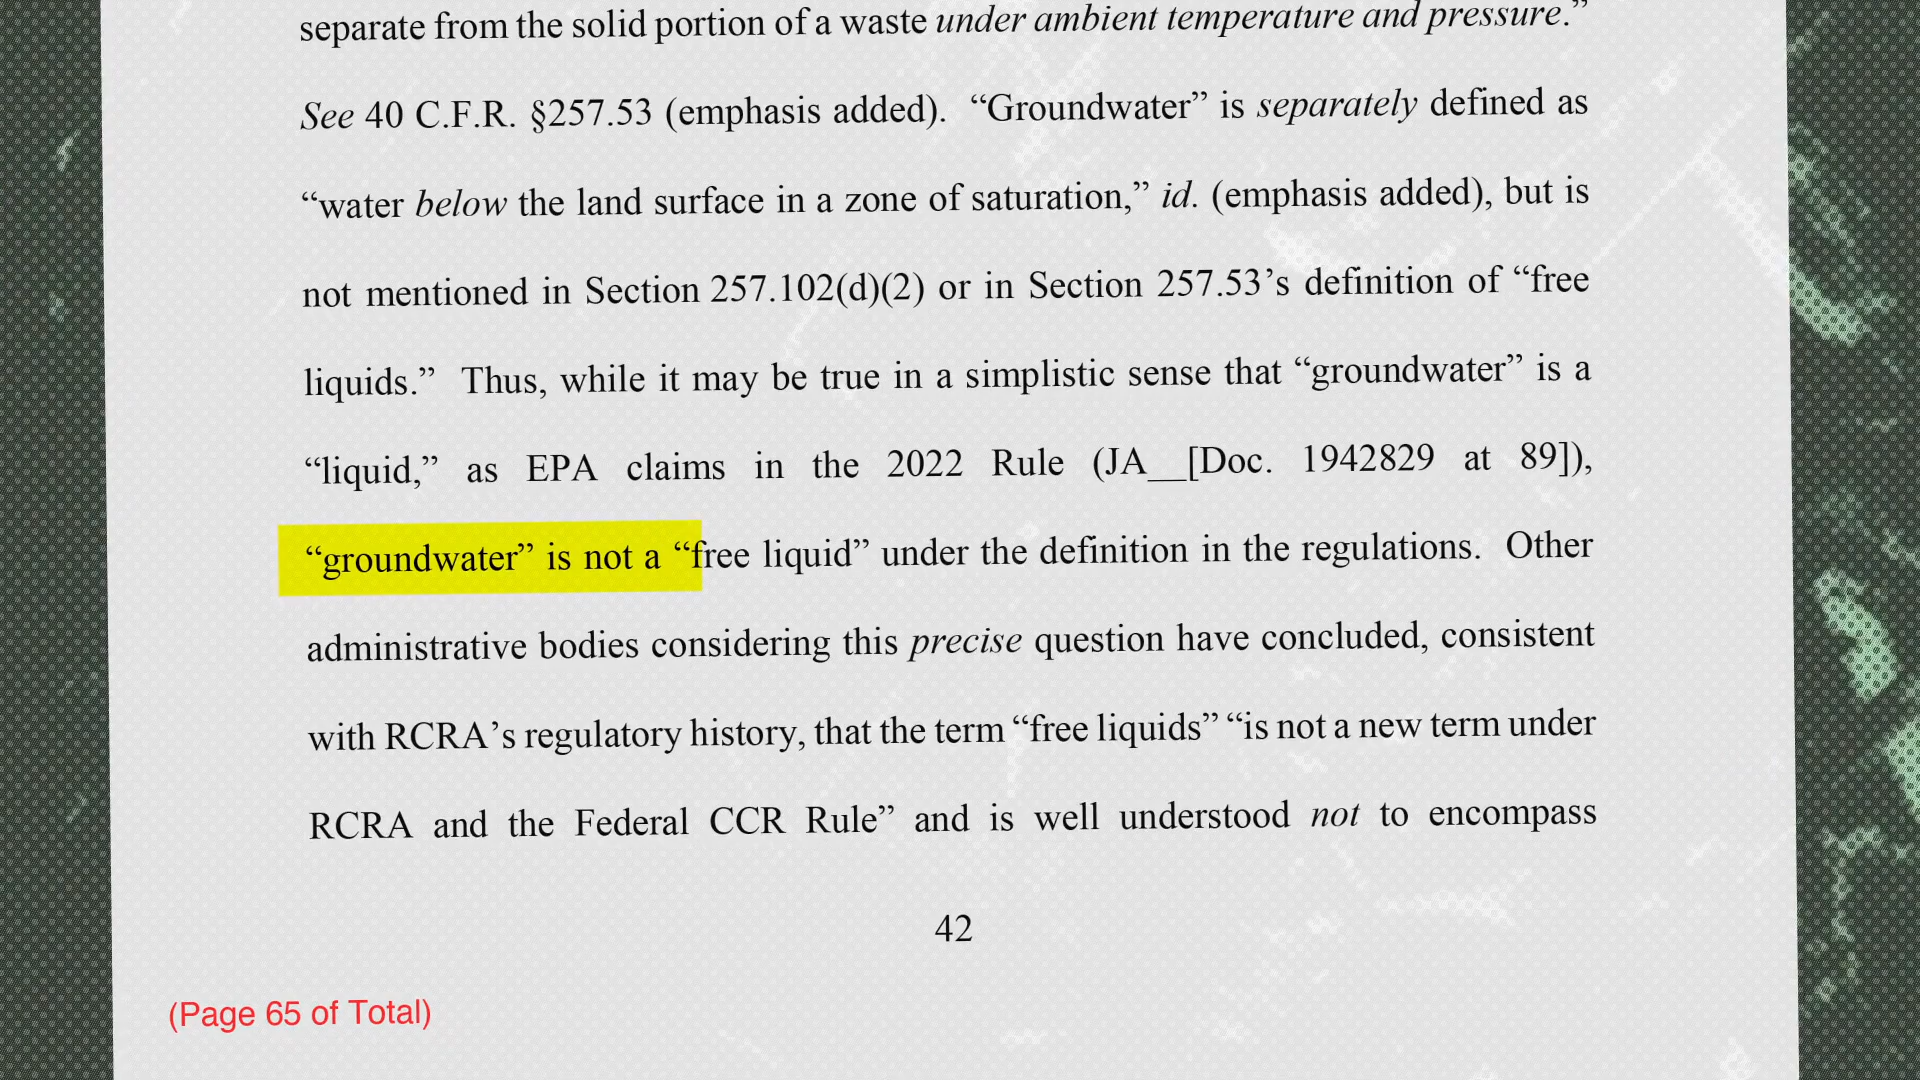 separate from the solid portion of a waste under ambient temperature and pressure.”
See 40 C.F.R. §257.53 (emphasis added). “Groundwater” is separately defined as
“water below the land surface in a zone of saturation,” id. (emphasis added), but is
not mentioned in Section 257.102(d)(2) or in Section 257.53’s definition of “free
liquids.” Thus, while it may be true in a simplistic sense that “groundwater” is a
“liquid,” as EPA claims in the 2022 Rule (JA__[Doc. 1942829 at 89]),
“groundwater” is not a “free liquid” under the definition in the regulations. Other
administrative bodies considering this precise question have concluded, consistent
with RCRA’s regulatory history, that the term “free liquids” “is not a new term under
RCRA and the Federal CCR Rule” and is well understood not to encompass
42
(Page 65 of Total)